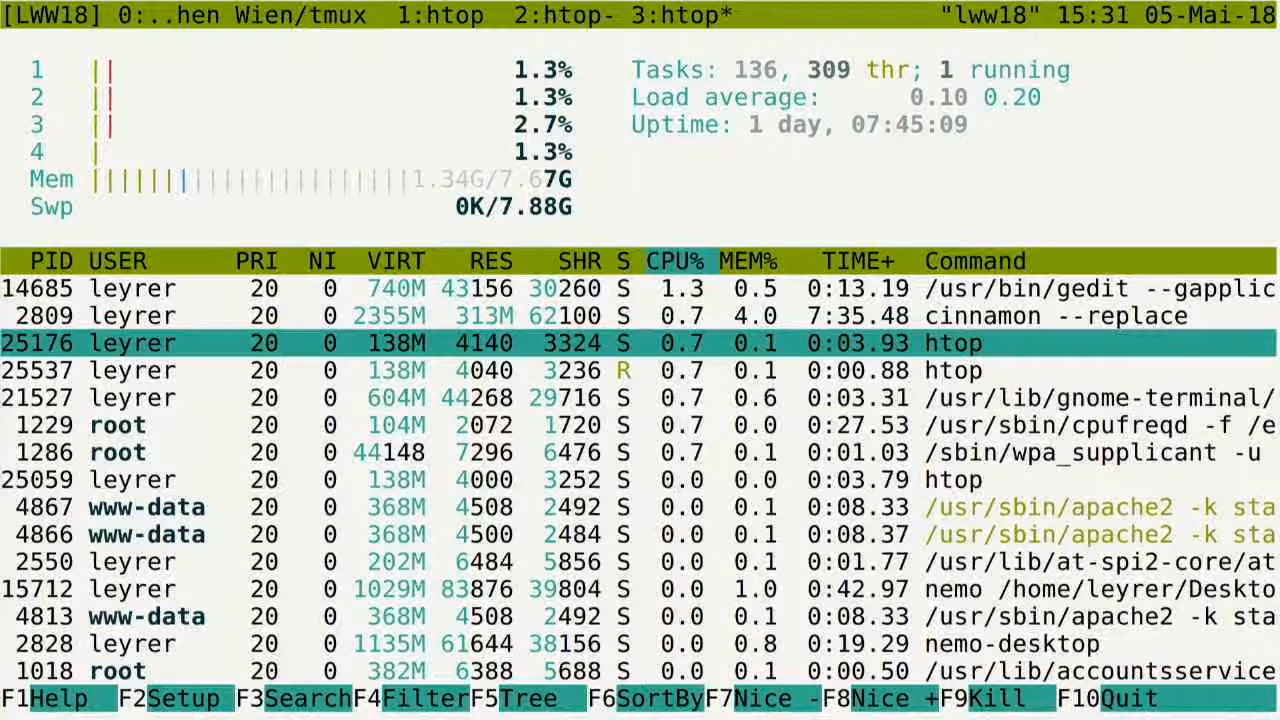 [LWW18] 0:..hen Wien/tmux  1:htop  2:htop- 3:htop*  "lww18" 15:31 05-Mai-18
1 || 1.3% Tasks: 136, 309 thr; 1 running
2 || 1.3% Load average: 0.10 0.20
3 || 2.7% Uptime: 1 day, 07:45:09
4 | 1.3%
Mem ||||||||||||||||||||||1.34G/7.67G
Swp 0K/7.88G
PID USER PRI NI VIRT RES SHR S CPU% MEM% TIME+ Command
14685 leyrer 20 0 740M 43156 30260 S 1.3 0.5 0:13.19 /usr/bin/gedit --gapplic
2809 leyrer 20 0 2355M 313M 62100 S 0.7 4.0 7:35.48 cinnamon --replace
25176 leyrer 20 0 138M 4140 3324 S 0.7 0.1 0:03.93 htop
25537 leyrer 20 0 138M 4040 3236 R 0.7 0.1 0:00.88 htop
21527 leyrer 20 0 604M 44268 29716 S 0.7 0.6 0:03.31 /usr/lib/gnome-terminal/
1229 root 20 0 104M 2072 1720 S 0.7 0.0 0:27.53 /usr/sbin/cpufreqd -f /e
1286 root 20 0 44148 7296 6476 S 0.7 0.1 0:01.03 /sbin/wpa_supplicant -u
25059 leyrer 20 0 138M 4000 3252 S 0.0 0.0 0:03.79 htop
4867 www-data 20 0 368M 4508 2492 S 0.0 0.1 0:08.33 /usr/sbin/apache2 -k sta
4866 www-data 20 0 368M 4500 2484 S 0.0 0.1 0:08.37 /usr/sbin/apache2 -k sta
2550 leyrer 20 0 202M 6484 5856 S 0.0 0.1 0:01.77 /usr/lib/at-spi2-core/at
15712 leyrer 20 0 1029M 83876 39804 S 0.0 1.0 0:42.97 nemo /home/leyrer/Deskto
4813 www-data 20 0 368M 4508 2492 S 0.0 0.1 0:08.33 /usr/sbin/apache2 -k sta
2828 leyrer 20 0 1135M 61644 38156 S 0.0 0.8 0:19.29 nemo-desktop
1018 root 20 0 382M 6388 5688 S 0.0 0.1 0:00.50 /usr/lib/accountsservice
F1Help F2Setup F3SearchF4FilterF5Tree F6SortByF7Nice -F8Nice +F9Kill F10Quit